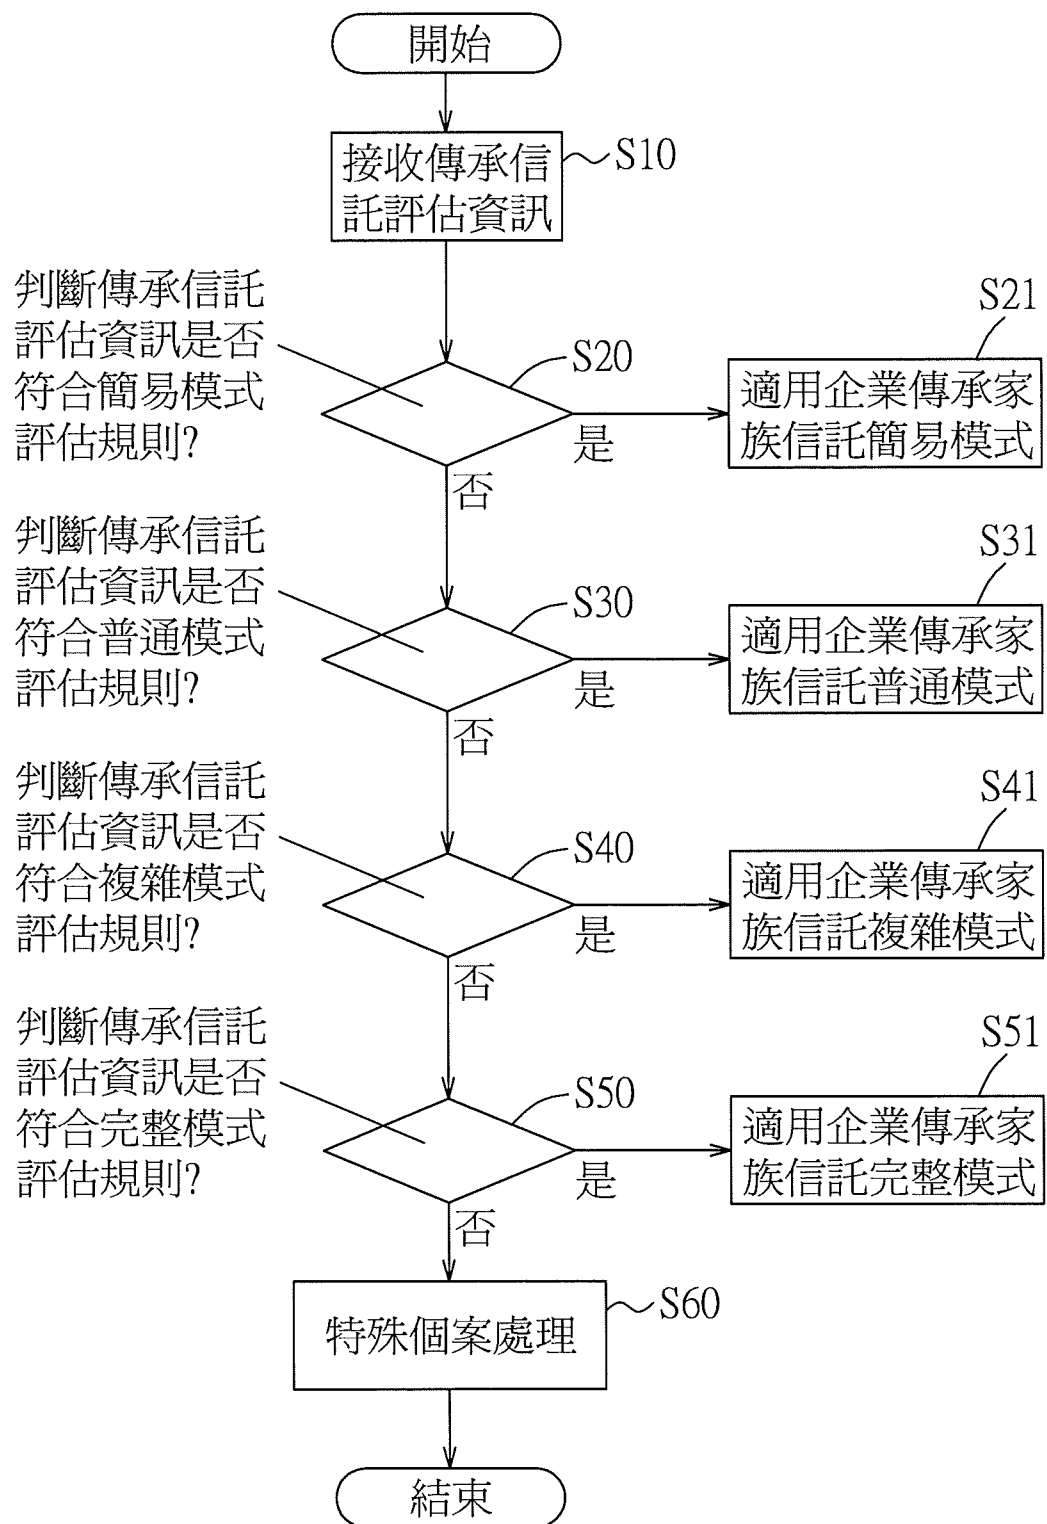 開始
接收傳承信
託評估資訊
S10
判斷傳承信託
評估資訊是否
符合簡易模式
評估規則?
S20
是
否
S21
適用企業傳承家
族信託簡易模式
判斷傳承信託
評估資訊是否
符合普通模式
評估規則?
S30
是
否
S31
適用企業傳承家
族信託普通模式
判斷傳承信託
評估資訊是否
符合複雜模式
評估規則?
S40
是
否
S41
適用企業傳承家
族信託複雜模式
判斷傳承信託
評估資訊是否
符合完整模式
評估規則?
S50
是
否
S51
適用企業傳承家
族信託完整模式
特殊個案處理
S60
結束